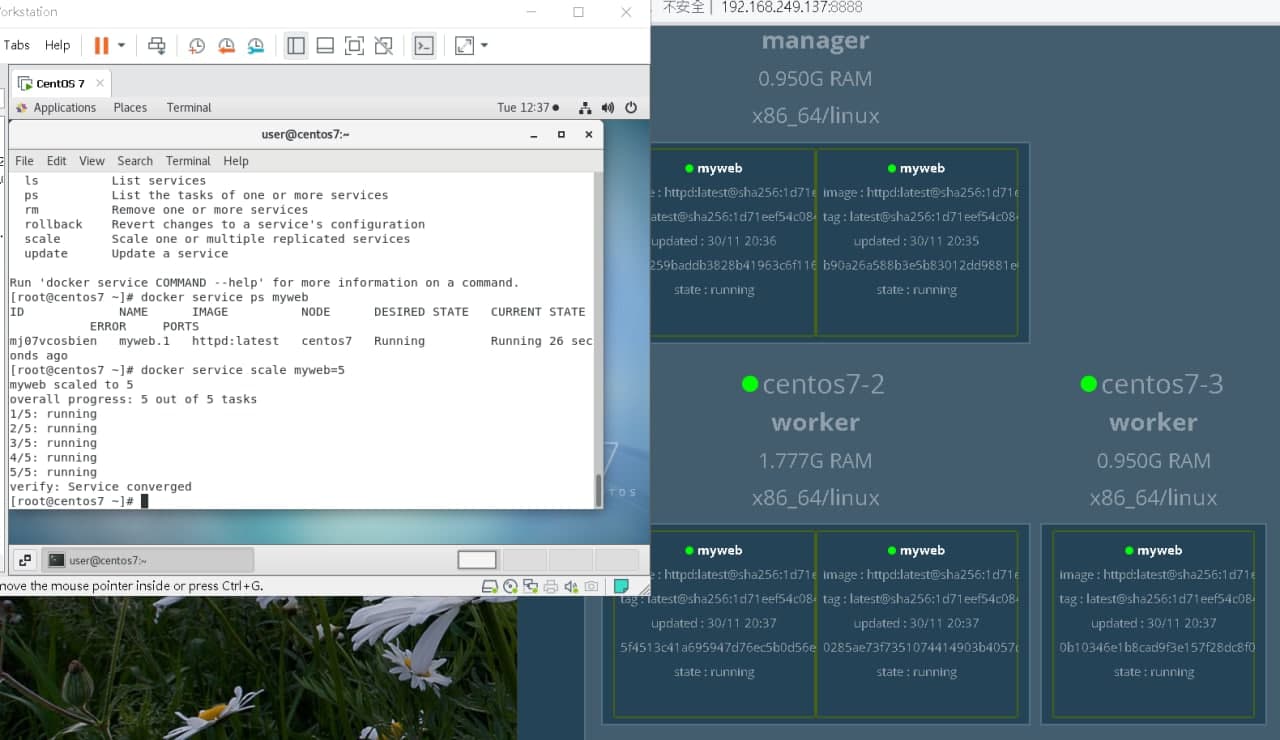 orkstation
Tabs Help
CentOS 7
Applications Places Terminal Tue 12:37
user@centos7:~
File Edit View Search Terminal Help
ls List services
ps List the tasks of one or more services
rm Remove one or more services
rollback Revert changes to a service's configuration
scale Scale one or multiple replicated services
update Update a service
Run 'docker service COMMAND --help' for more information on a command.
[root@centos7 ~]# docker service ps myweb
ID NAME IMAGE NODE DESIRED STATE CURRENT STATE
ERROR PORTS
mj07vcosbien myweb.1 httpd:latest centos7 Running Running 26 sec
onds ago
[root@centos7 ~]# docker service scale myweb=5
myweb scaled to 5
overall progress: 5 out of 5 tasks
1/5: running
2/5: running
3/5: running
4/5: running
5/5: running
verify: Service converged
[root@centos7 ~]#
7
TOS
user@centos7:~
move the mouse pointer inside or press Ctrl+G.
不安全 | 192.168.249.137:8888
manager
0.950G RAM
x86_64/linux
myweb
e : httpd:latest@sha256:1d71e
atest@sha256:1d71eef54c084
updated : 30/11 20:36
259baddb3828b41963c6f116
state : running
myweb
image : httpd:latest@sha256:1d71e
tag : latest@sha256:1d71eef54c084
updated : 30/11 20:35
b90a26a588b3e5b83012dd9881e
state : running
centos7-2
worker
1.777G RAM
x86_64/linux
centos7-3
worker
0.950G RAM
x86_64/linux
myweb
e : httpd:latest@sha256:1d71e
tag : latest@sha256:1d71eef54c084
updated : 30/11 20:37
5f4513c41a695947d76ec5b0d56e
state : running
myweb
image : httpd:latest@sha256:1d71e
tag : latest@sha256:1d71eef54c084
updated : 30/11 20:37
0285ae73f7351074414903b4057c
state : running
myweb
image : httpd:latest@sha256:1d71e
tag : latest@sha256:1d71eef54c084
updated : 30/11 20:37
0b10346e1b8cad9f3e157f28dc8f0
state : running